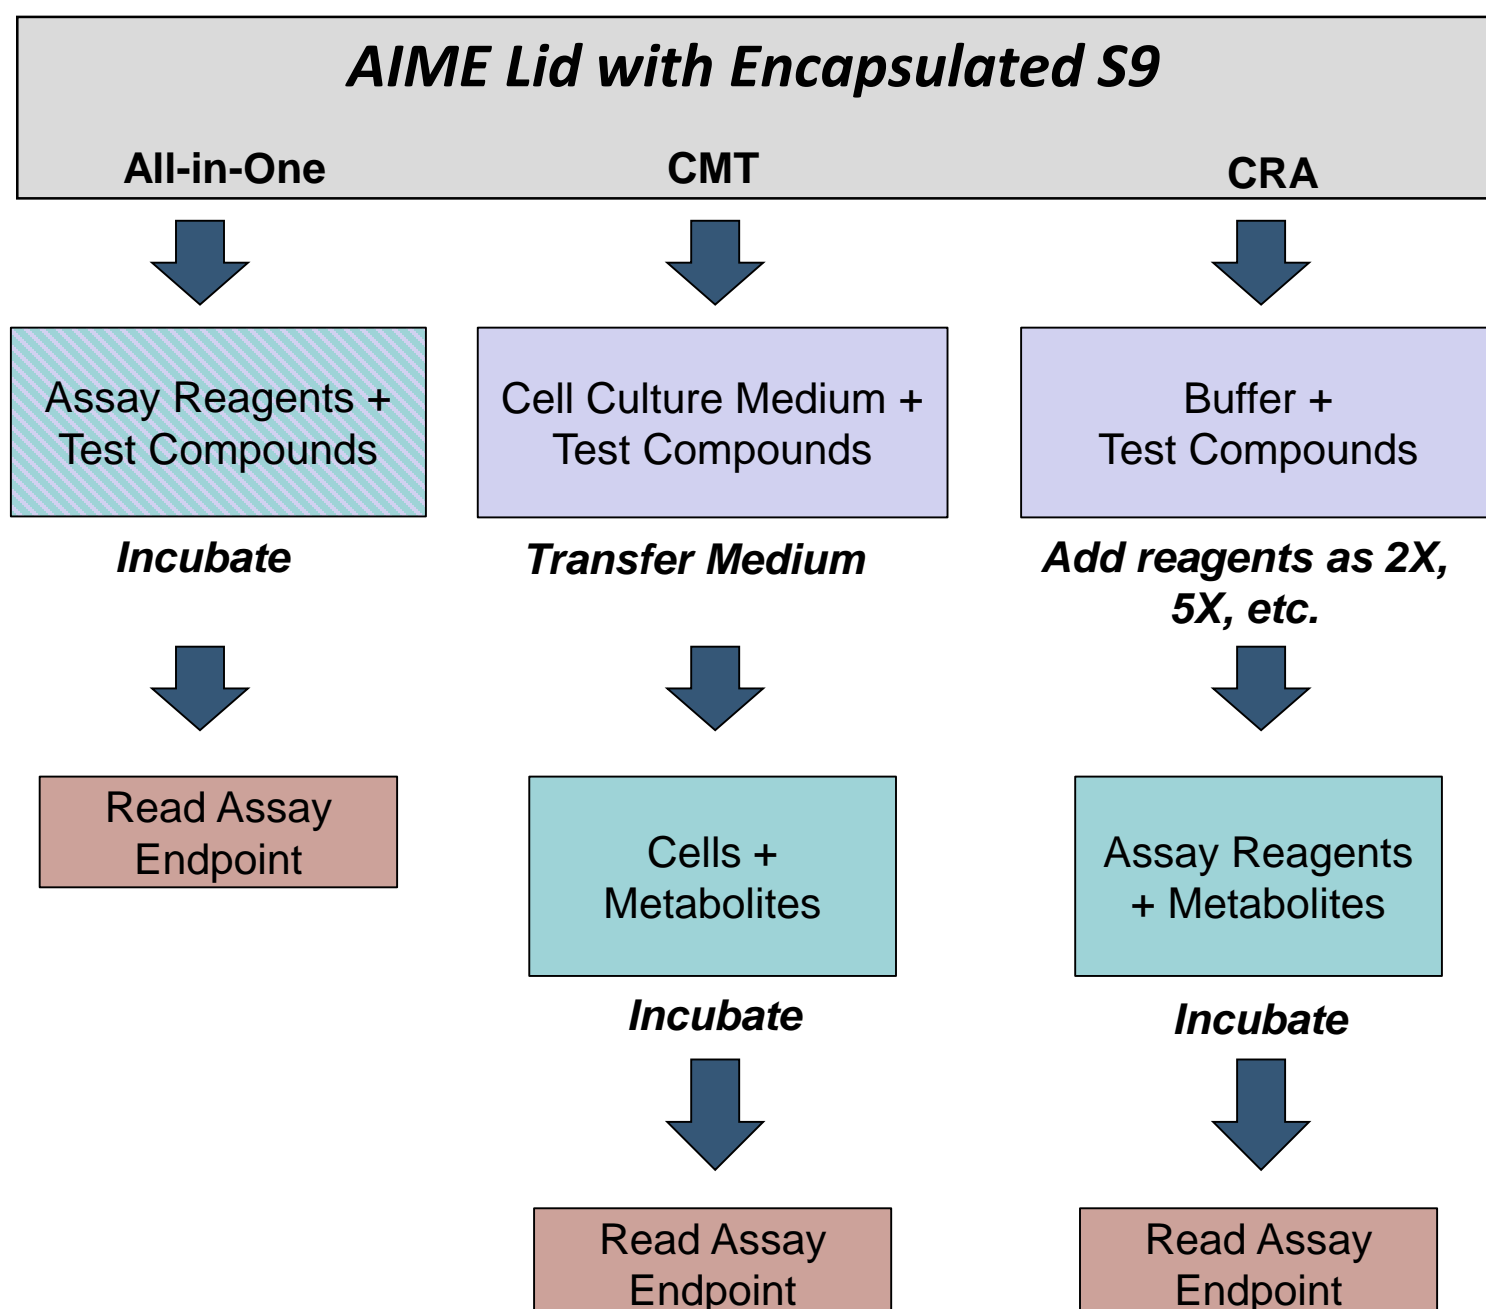 AIME Lid with Encapsulated S9
All-in-One
CMT
CRA
Assay Reagents +
Test Compounds
Cell Culture Medium +
Test Compounds
Buffer +
Test Compounds
Incubate
Transfer Medium
Add reagents as 2X,
5X, etc.
Read Assay
Endpoint
Cells +
Metabolites
Assay Reagents
+ Metabolites
Incubate
Incubate
Read Assay
Endpoint
Read Assay
Endpoint